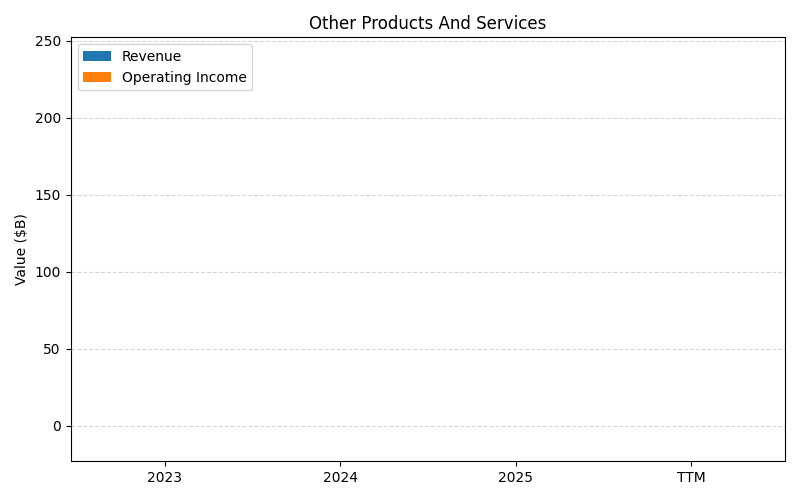 Other Products And Services
Revenue
Operating Income
Value ($B)
250
200
150
100
50
0
2023 2024 2025 TTM